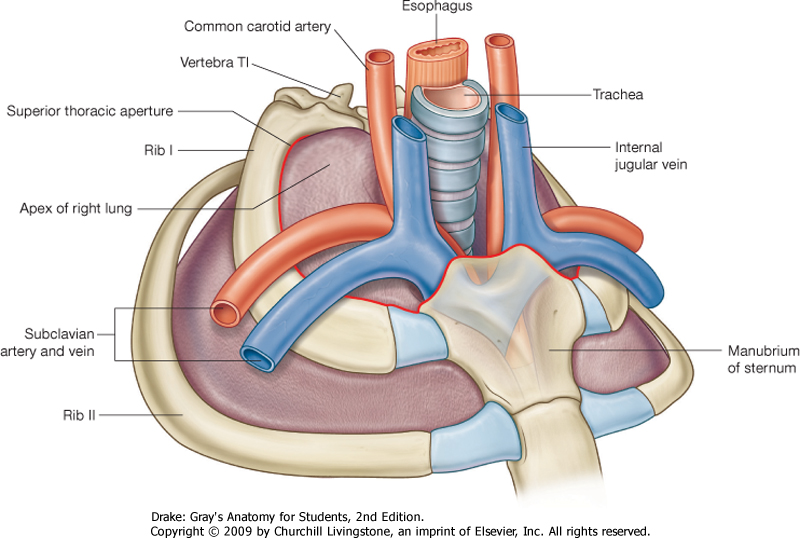 Esophagus
Common carotid artery
Vertebra TI
Trachea
Superior thoracic aperture
Rib I
Internal
jugular vein
Apex of right lung
Subclavian
artery and vein
Manubrium
of sternum
Rib II
Drake: Gray's Anatomy for Students, 2nd Edition.
Copyright © 2009 by Churchill Livingstone, an imprint of Elsevier, Inc. All rights reserved.